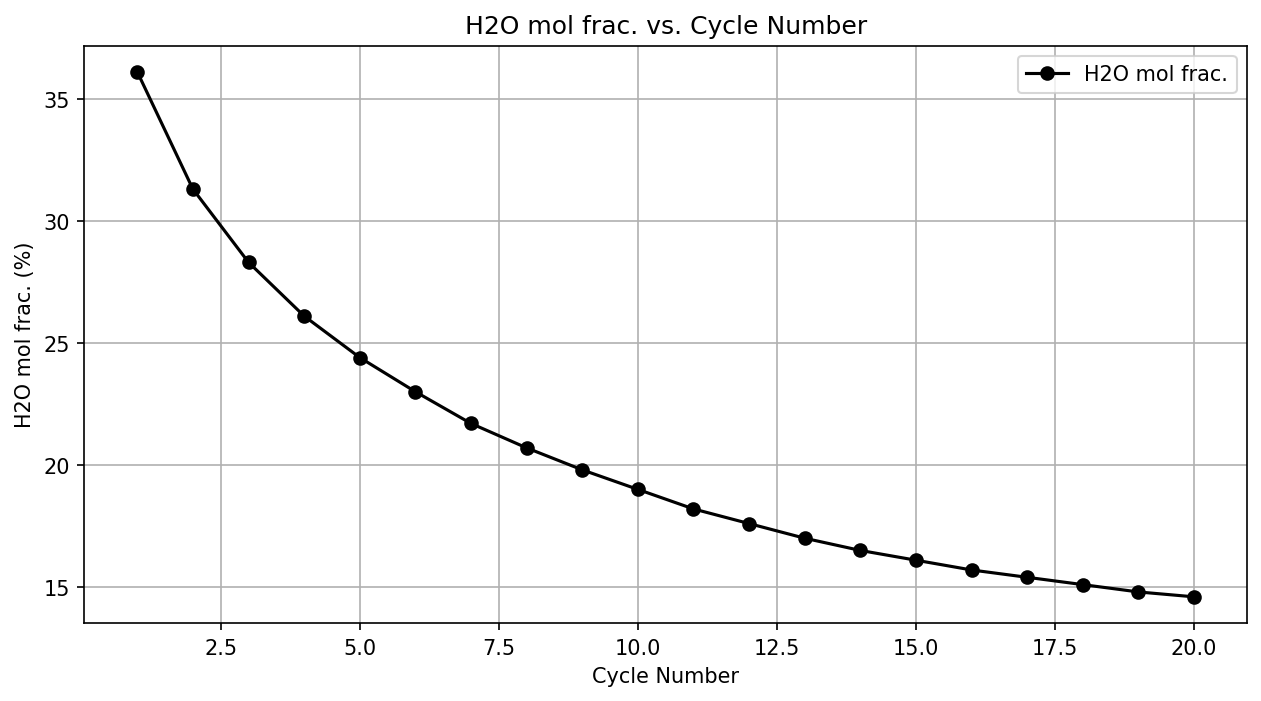 H2O mol frac. vs. Cycle Number
H2O mol frac.
H2O mol frac. (%)
35
30
25
20
15
2.5 5.0 7.5 10.0 12.5 15.0 17.5 20.0
Cycle Number